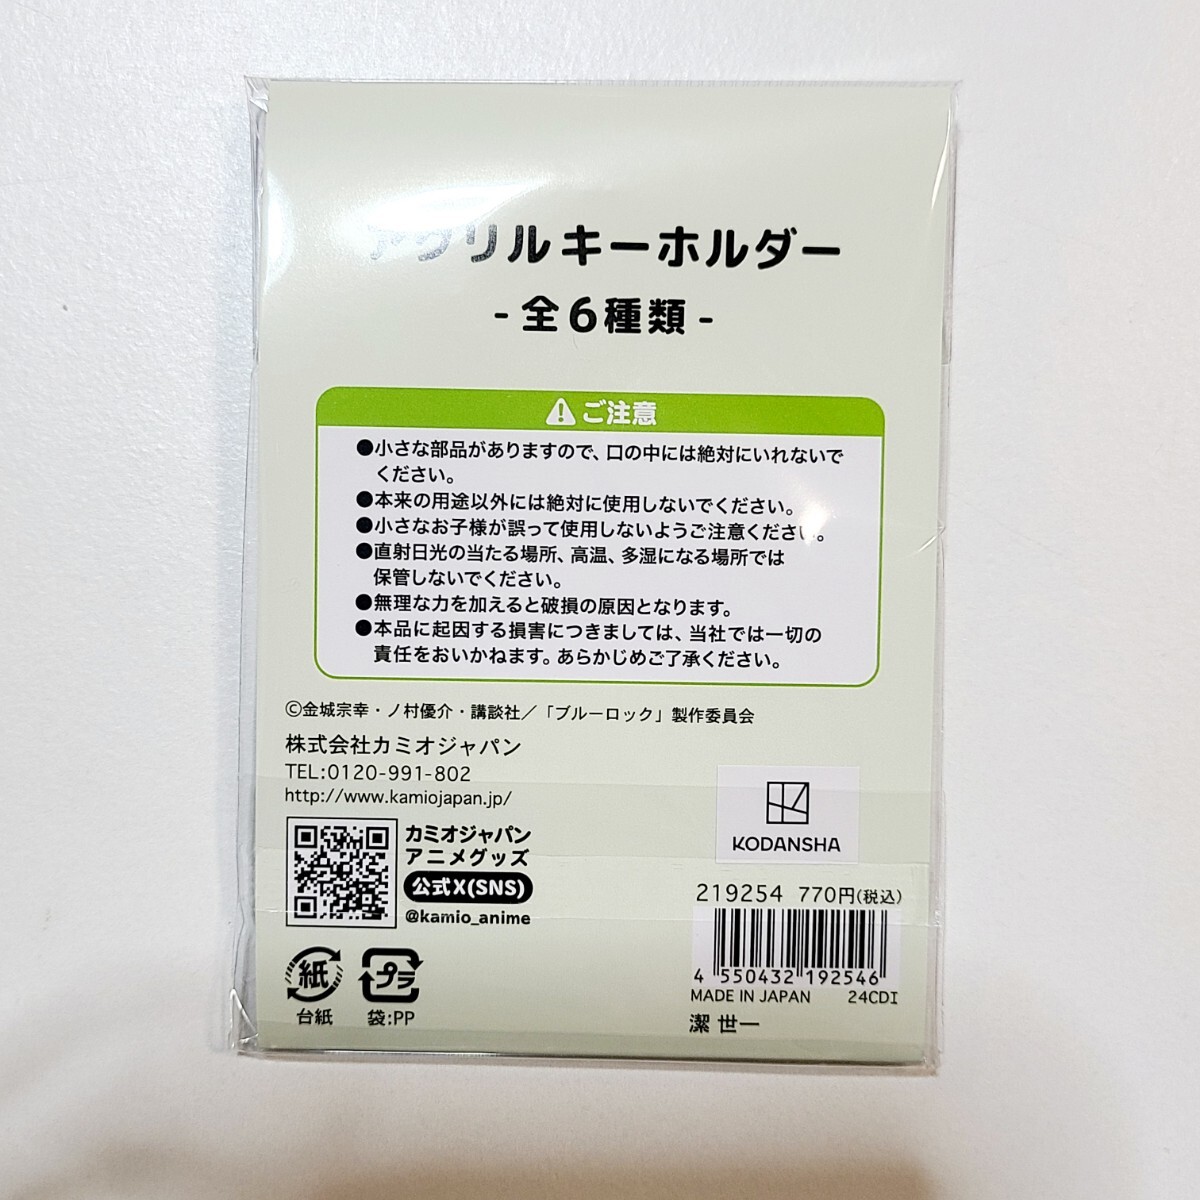 アクリルキーホルダー
- 全6種類 -
ご注意
●小さな部品がありますので、口の中には絶対にいれないで
ください。
●本来の用途以外には絶対に使用しないでください。
●小さなお子様が誤って使用しないようご注意ください。
●直射日光の当たる場所、高温、多湿になる場所では
保管しないでください。
●無理な力を加えると破損の原因となります。
●本品に起因する損害につきましては、当社では一切の
責任をおいかねます。あらかじめご了承ください。
©金城宗幸・ノ村優介・講談社／「ブルーロック」製作委員会
株式会社カミオジャパン
TEL:0120-991-802
http://www.kamiojapan.jp/
カミオジャパン
アニメグッズ
公式X(SNS)
@kamio_anime
紙
台紙
プラ
袋:PP
KODANSHA
219254 770円(税込)
4 550432 192546
MADE IN JAPAN 24CDI
潔 世一